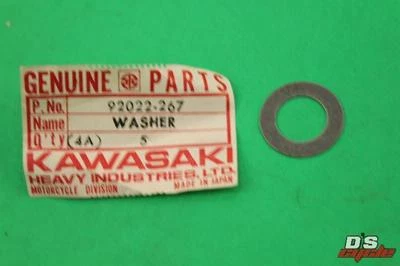 GENUINE PARTS
P.No. 92022-267
Name WASHER
Q'ty (4A) 5
KAWASAKI
HEAVY INDUSTRIES, LTD.
MOTORCYCLE DIVISION MADE IN JAPAN
D'S
cycle